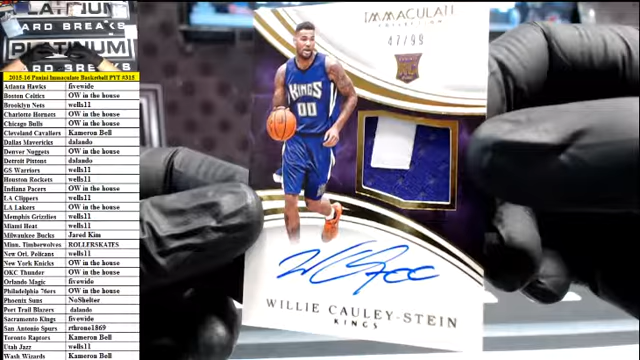 PLATINUM
CARD BREAKS
PLATINUM
2015-16 Panini Immaculate Basketball PYT #315
Atlanta Hawks fivewide
Boston Celtics OW in the house
Brooklyn Nets wells11
Charlotte Hornets OW in the house
Chicago Bulls OW in the house
Cleveland Cavaliers Kameron Bell
Dallas Mavericks dalando
Denver Nuggets OW in the house
Detroit Pistons dalando
GS Warriors wells11
Houston Rockets wells11
Indiana Pacers OW in the house
LA Clippers wells11
LA Lakers OW in the house
Memphis Grizzlies wells11
Miami Heat wells11
Milwaukee Bucks Jared Kim
Minn. Timberwolves ROLLERSKATES
New Orl. Pelicans wells11
New York Knicks OW in the house
OKC Thunder OW in the house
Orlando Magic fivewide
Philadelphia 76ers OW in the house
Phoenix Suns NoShelter
Port Trail Blazers dalando
Sacramento Kings fivewide
San Antonio Spurs rthrone1869
Toronto Raptors Kameron Bell
Utah Jazz wells11
Wash Wizards Kameron Bell
IMMACULATE
COLLECTION
47/99
RC
KINGS
00
WILLIE CAULEY-STEIN
KINGS